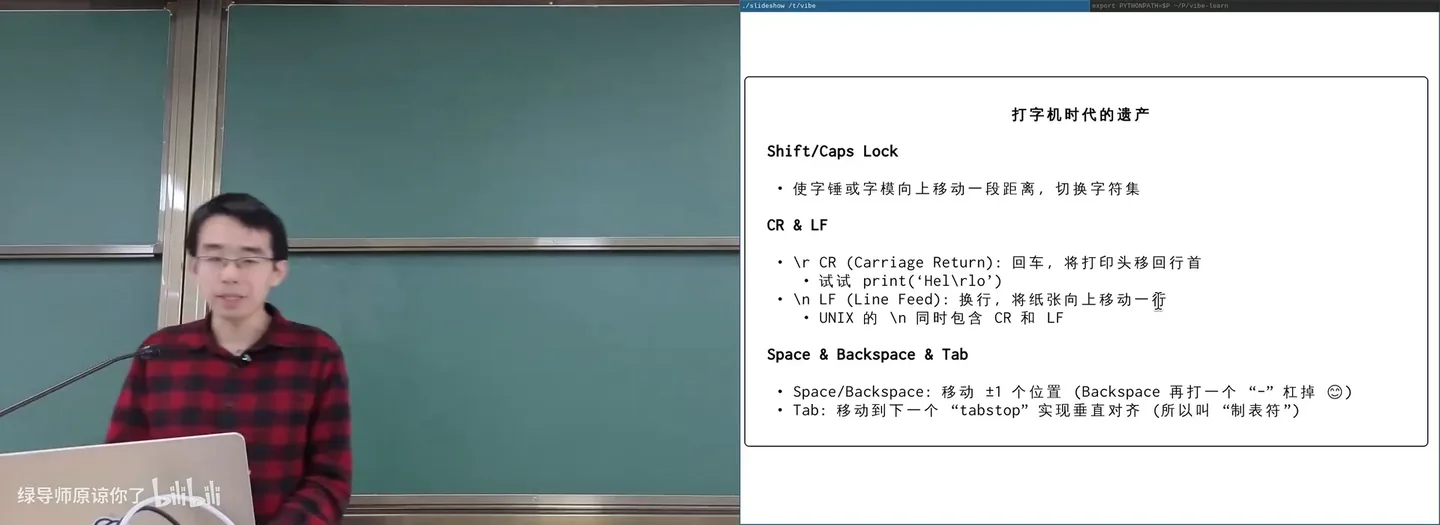 ./slideshow /t/vibe
export PYTHONPATH=$P ~/P/vibe-learn
打字机时代的遗产
Shift/Caps Lock
• 使字锤或字模向上移动一段距离, 切换字符集
CR & LF
• \r CR (Carriage Return): 回车, 将打印头移回行首
• 试试 print(‘Hel\rlo’)
• \n LF (Line Feed): 换行, 将纸张向上移动一行
• UNIX 的 \n 同时包含 CR 和 LF
Space & Backspace & Tab
• Space/Backspace: 移动 ±1 个位置 (Backspace 再打一个 “-” 杠掉 😊)
• Tab: 移动到下一个 “tabstop” 实现垂直对齐 (所以叫 “制表符”)
绿导师原谅你了 bilibili